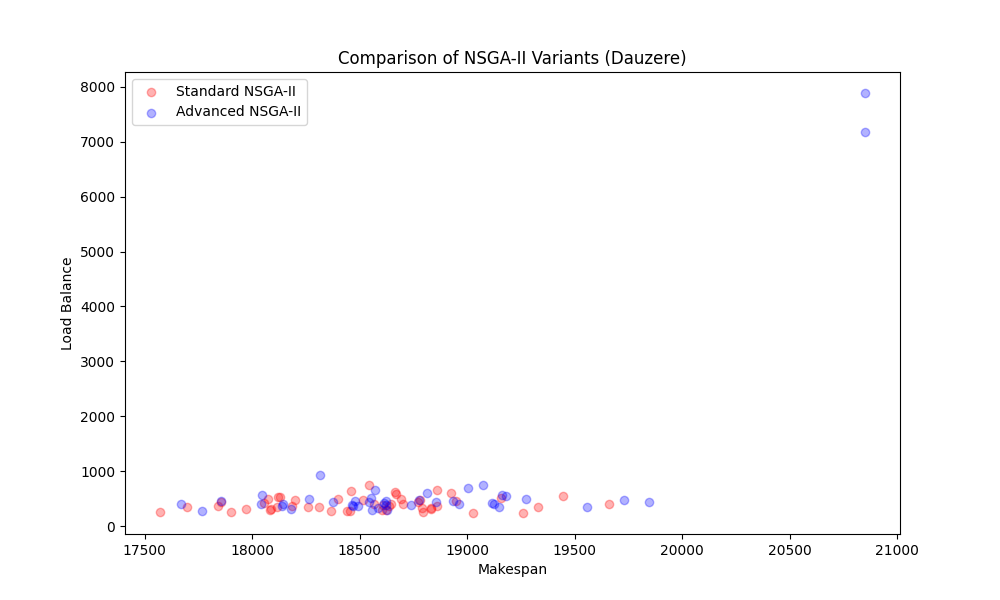 Comparison of NSGA-II Variants (Dauzere)
Standard NSGA-II
Advanced NSGA-II
8000
7000
6000
5000
4000
3000
2000
1000
0
Load Balance
17500 18000 18500 19000 19500 20000 20500 21000
Makespan